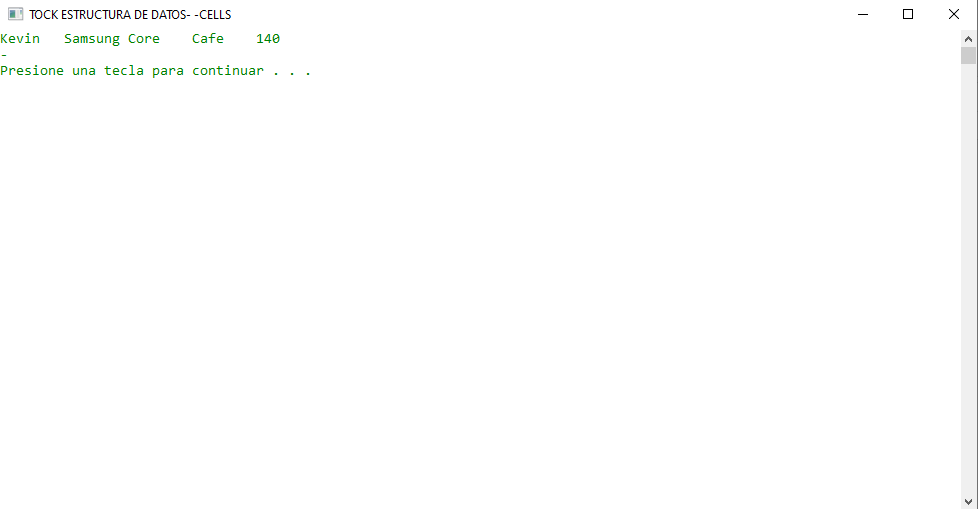 TOCK ESTRUCTURA DE DATOS- -CELLS
Kevin   Samsung Core    Cafe    140
-
Presione una tecla para continuar . . .